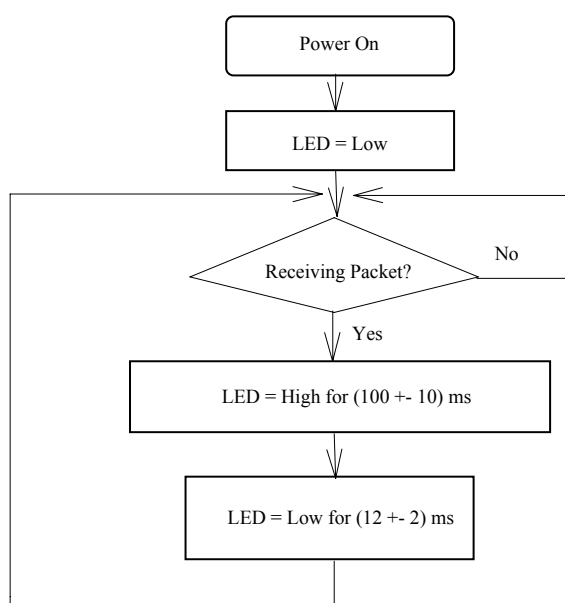 Power On
LED = Low
Receiving Packet?
No
Yes
LED = High for (100 +- 10) ms
LED = Low for (12 +- 2) ms